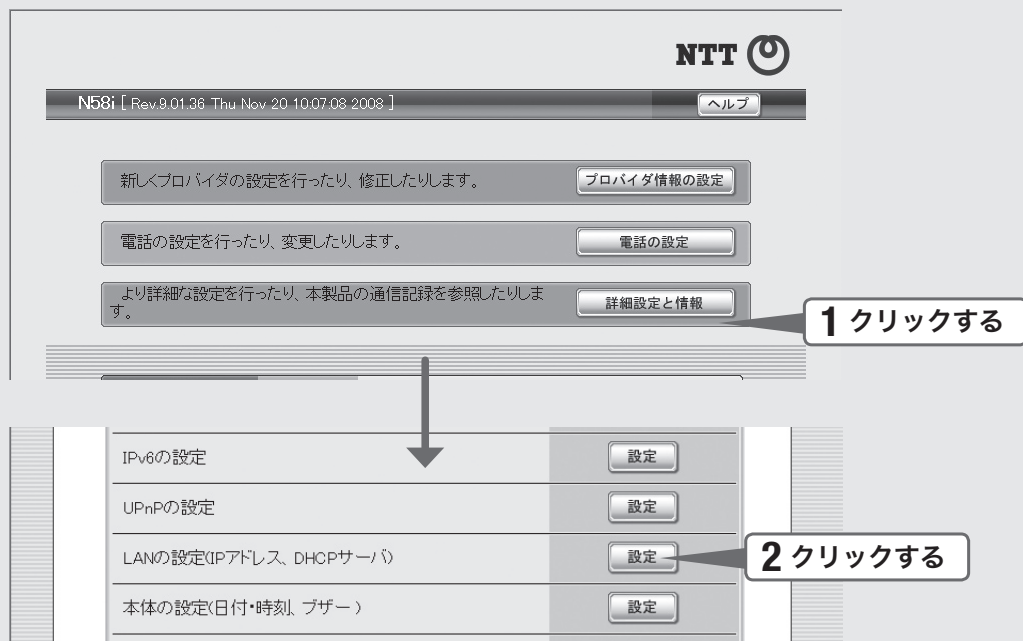 NTT
N58i [ Rev.9.01.36 Thu Nov 20 10:07:08 2008 ]
ヘルプ
新しくプロバイダの設定を行ったり、修正したりします。
プロバイダ情報の設定
電話の設定を行ったり、変更したりします。
電話の設定
より詳細な設定を行ったり、本製品の通信記録を参照したりしま
す。
詳細設定と情報
1 クリックする
IPv6の設定
設定
UPnPの設定
設定
LANの設定(IPアドレス、DHCPサーバ)
設定
2 クリックする
本体の設定(日付・時刻、ブザー)
設定